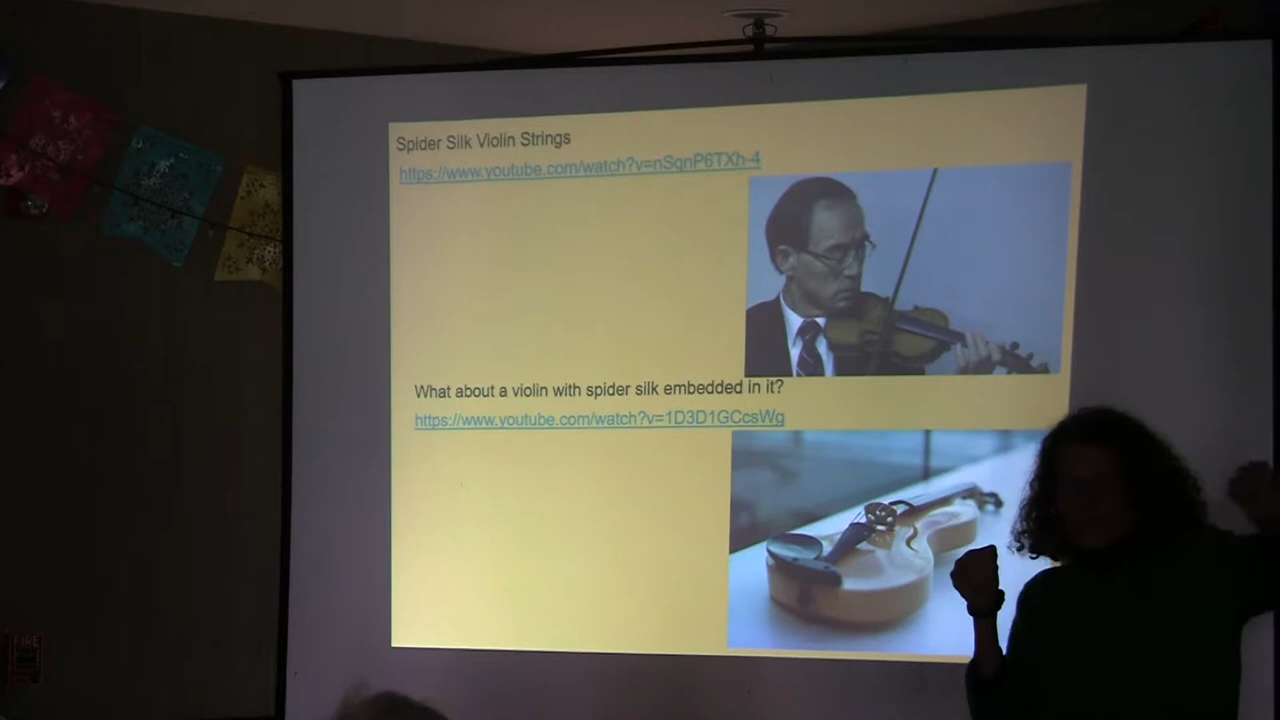 Spider Silk Violin Strings
https://www.youtube.com/watch?v=nSgnP6TXh-4
What about a violin with spider silk embedded in it?
https://www.youtube.com/watch?v=1D3D1GCcsWg
FIRE